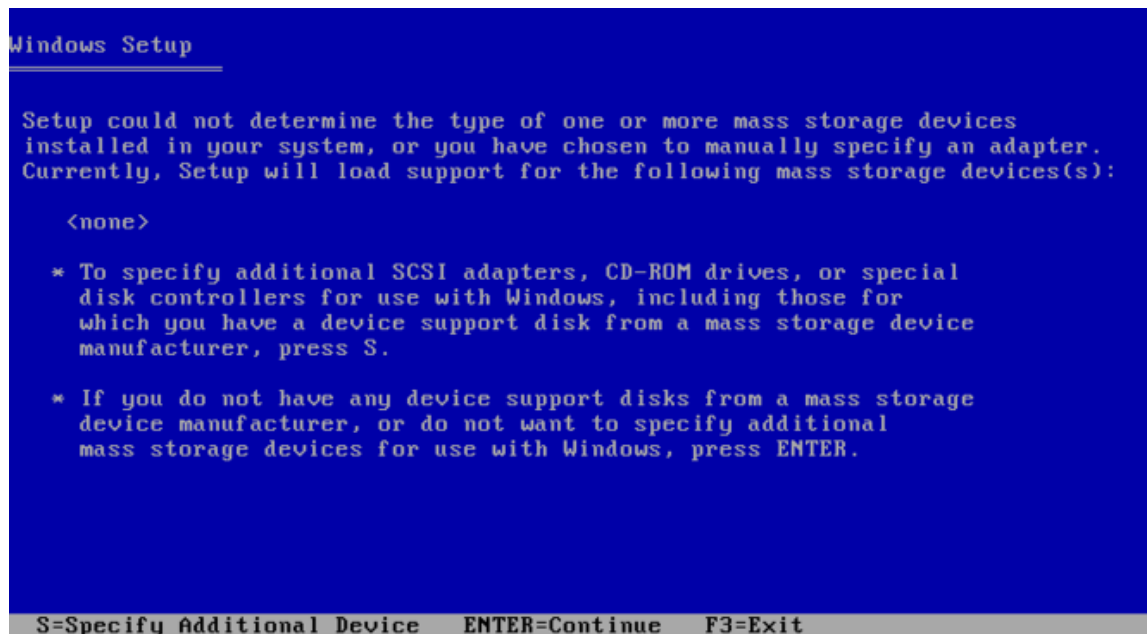 Windows Setup
Setup could not determine the type of one or more mass storage devices
installed in your system, or you have chosen to manually specify an adapter.
Currently, Setup will load support for the following mass storage devices(s):
<none>
* To specify additional SCSI adapters, CD-ROM drives, or special
disk controllers for use with Windows, including those for
which you have a device support disk from a mass storage device
manufacturer, press S.
* If you do not have any device support disks from a mass storage
device manufacturer, or do not want to specify additional
mass storage devices for use with Windows, press ENTER.
S=Specify Additional Device ENTER=Continue F3=Exit